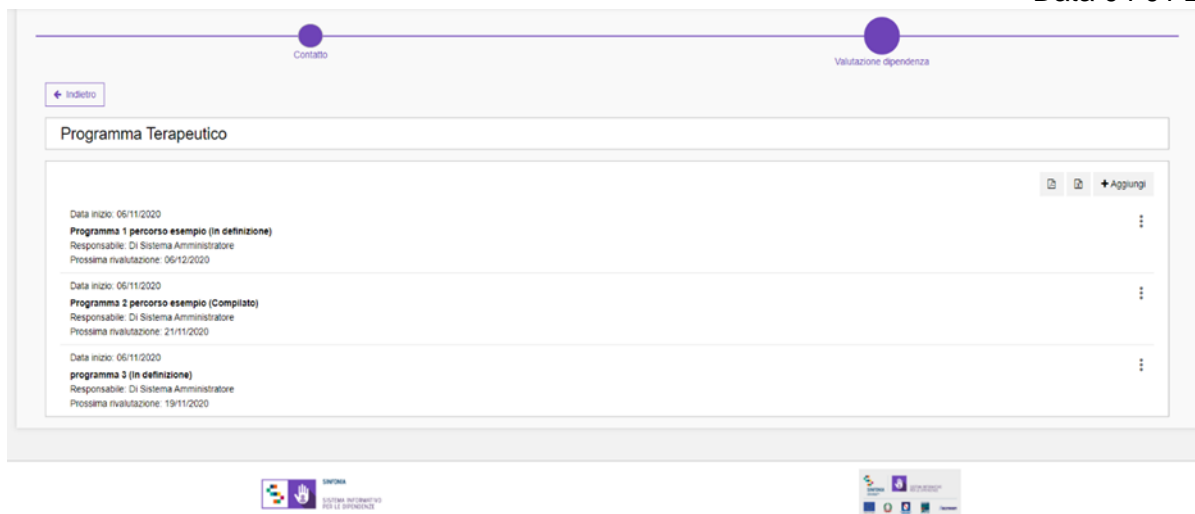 Contatto
Valutazione dipendenza
Indietro
Programma Terapeutico
Aggiungi
Data inizio: 06/11/2020
Programma 1 percorso esempio (In definizione)
Responsabile: Di Sistema Amministratore
Prossima rivalutazione: 06/12/2020
Data inizio: 06/11/2020
Programma 2 percorso esempio (Compilato)
Responsabile: Di Sistema Amministratore
Prossima rivalutazione: 21/11/2020
Data inizio: 06/11/2020
programma 3 (In definizione)
Responsabile: Di Sistema Amministratore
Prossima rivalutazione: 19/11/2020
SINFONIA
SISTEMA INFORMATIVO
PER LE DIPENDENZE
SINFONIA